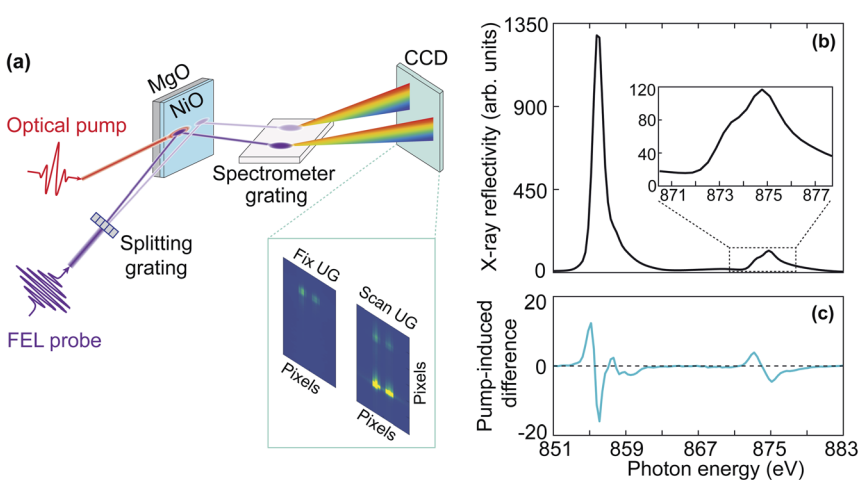 (a)
MgO
NiO
CCD
Optical pump
Spectrometer
grating
Splitting
grating
FEL probe
Fix UG
Scan UG
Pixels
Pixels
Pixels
(b)
X-ray reflectivity (arb. units)
1350
900
450
0
120
80
40
0
871 873 875 877
(c)
Pump-induced
difference
20
0
-20
851 859 867 875 883
Photon energy (eV)